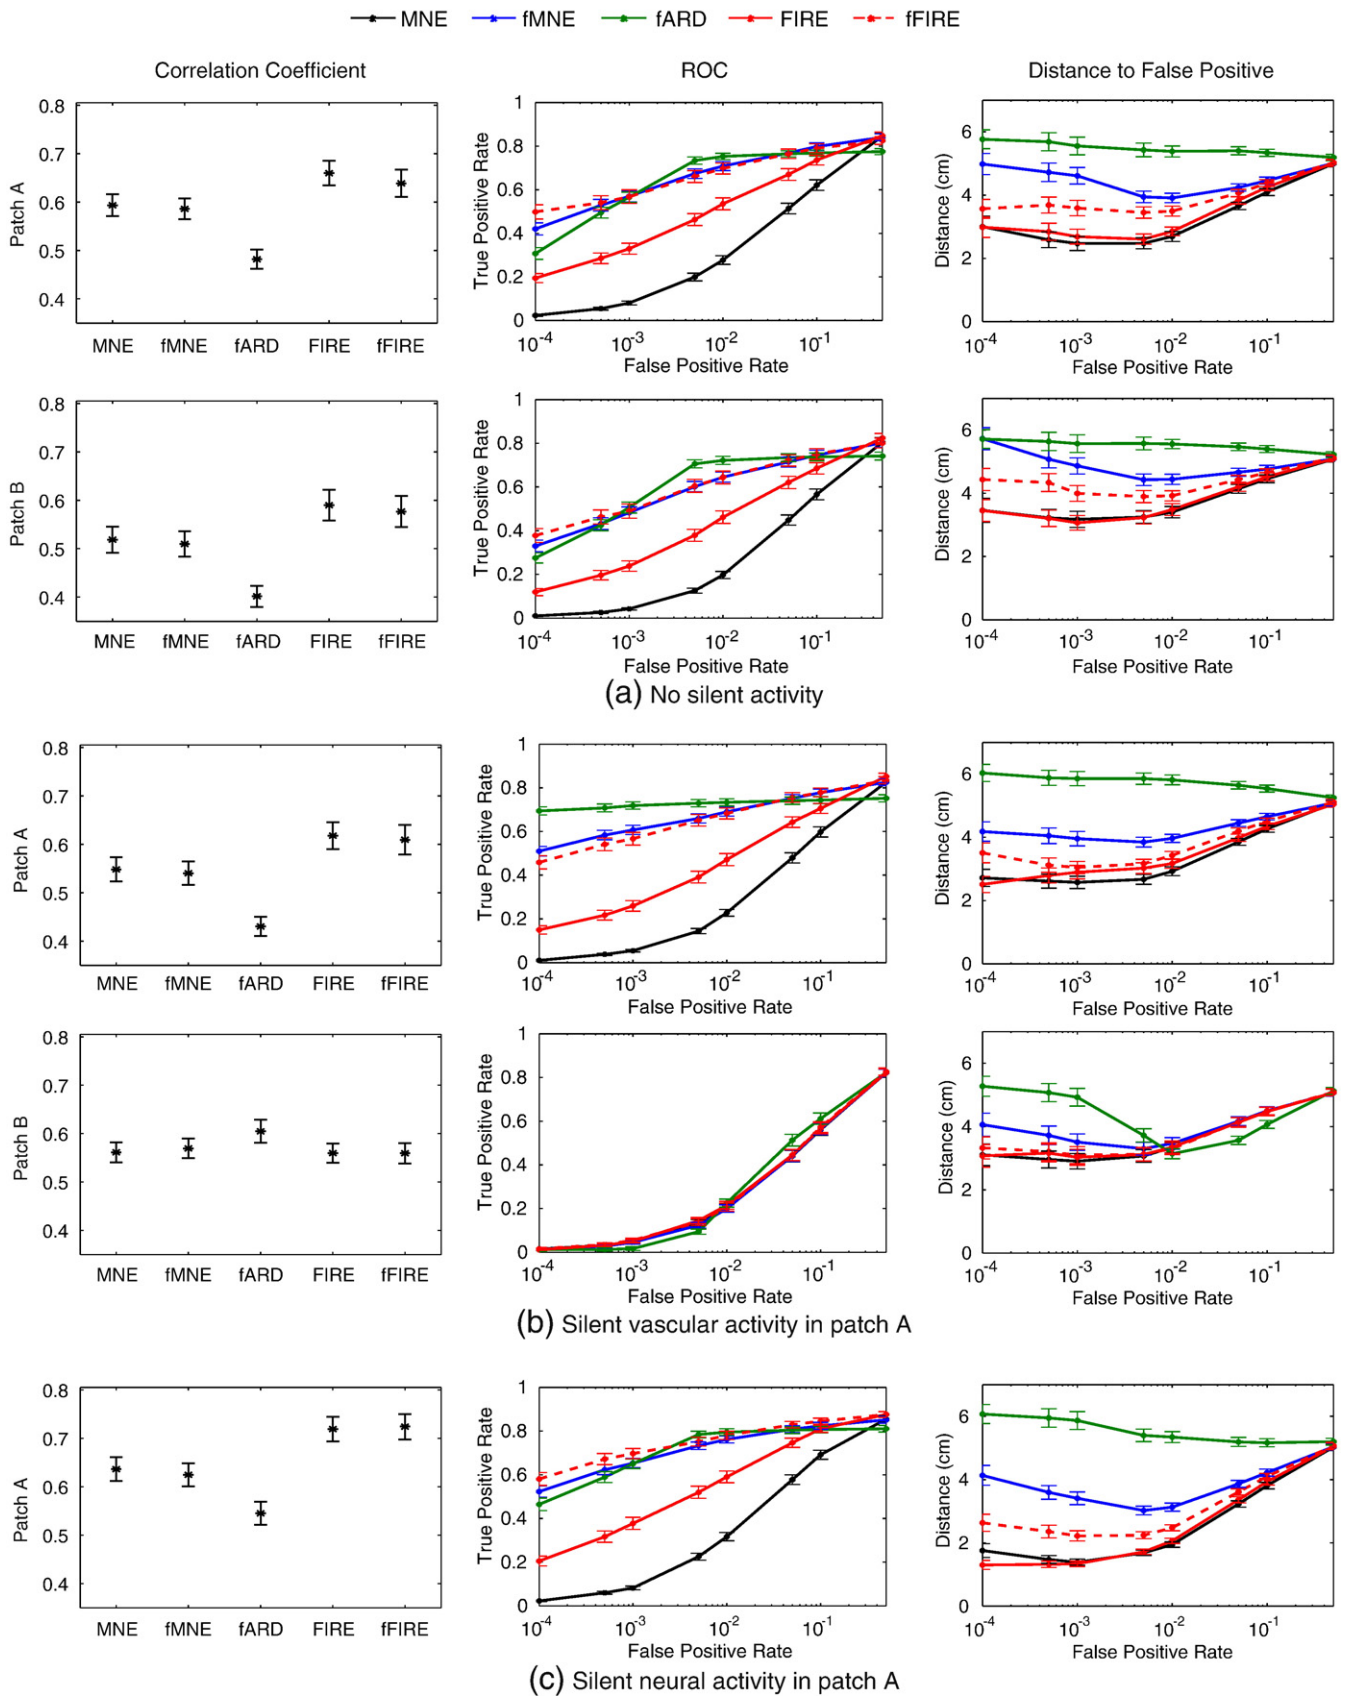 MNE fMNE fARD FIRE fFIRE
Correlation Coefficient ROC Distance to False Positive
Patch A
0.8
0.7
0.6
0.5
0.4
MNE fMNE fARD FIRE fFIRE
True Positive Rate
1
0.8
0.6
0.4
0.2
0
10-4 10-3 10-2 10-1
False Positive Rate
Distance (cm)
6
4
2
0
10-4 10-3 10-2 10-1
False Positive Rate
Patch B
0.8
0.7
0.6
0.5
0.4
MNE fMNE fARD FIRE fFIRE
True Positive Rate
1
0.8
0.6
0.4
0.2
0
10-4 10-3 10-2 10-1
False Positive Rate
Distance (cm)
6
4
2
0
10-4 10-3 10-2 10-1
False Positive Rate
(a) No silent activity
Patch A
0.8
0.7
0.6
0.5
0.4
MNE fMNE fARD FIRE fFIRE
True Positive Rate
1
0.8
0.6
0.4
0.2
0
10-4 10-3 10-2 10-1
False Positive Rate
Distance (cm)
6
4
2
0
10-4 10-3 10-2 10-1
False Positive Rate
Patch B
0.8
0.7
0.6
0.5
0.4
MNE fMNE fARD FIRE fFIRE
True Positive Rate
1
0.8
0.6
0.4
0.2
0
10-4 10-3 10-2 10-1
False Positive Rate
Distance (cm)
6
4
2
0
10-4 10-3 10-2 10-1
False Positive Rate
(b) Silent vascular activity in patch A
Patch A
0.8
0.7
0.6
0.5
0.4
MNE fMNE fARD FIRE fFIRE
True Positive Rate
1
0.8
0.6
0.4
0.2
0
10-4 10-3 10-2 10-1
False Positive Rate
Distance (cm)
6
4
2
0
10-4 10-3 10-2 10-1
False Positive Rate
(c) Silent neural activity in patch A